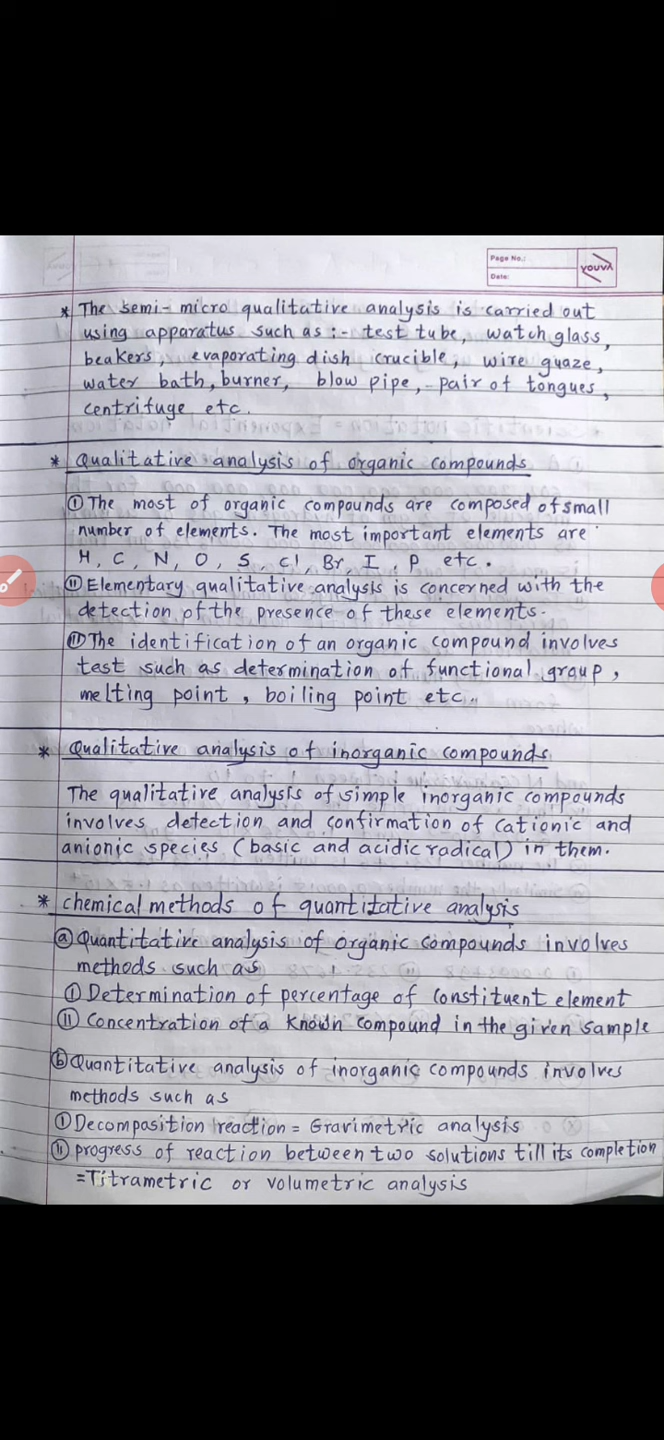 Page No.:
Date:
YOUVA
* The semi-micro qualitative analysis is carried out
using apparatus such as :- test tube, watch glass,
beakers, evaporating dish crucible, wire guaze,
water bath, burner, blow pipe, pair of tongues,
centrifuge etc.
* Qualitative analysis of organic compounds
(i) The most of organic compounds are composed of small
number of elements. The most important elements are
H, C, N, O, S, Cl, Br, I, P etc.
(ii) Elementary qualitative analysis is concerned with the
detection of the presence of these elements.
(iii) The identification of an organic compound involves
test such as determination of functional group,
melting point, boiling point etc..
* Qualitative analysis of inorganic compounds
The qualitative analysis of simple inorganic compounds
involves detection and confirmation of cationic and
anionic species (basic and acidic radical) in them.
* chemical methods of quantitative analysis
(a) Quantitative analysis of organic compounds involves
methods such as
(i) Determination of percentage of constituent element
(ii) Concentration of a known compound in the given sample
(b) Quantitative analysis of inorganic compounds involves
methods such as
(i) Decomposition reaction = Gravimetric analysis
(ii) progress of reaction between two solutions till its completion
= Titrametric or volumetric analysis